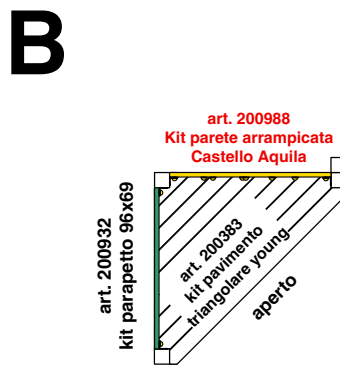 B
art. 200988
Kit parete arrampicata
Castello Aquila
art. 200932
kit parapetto 96x69
art. 200383
kit pavimento
triangolare young
aperto